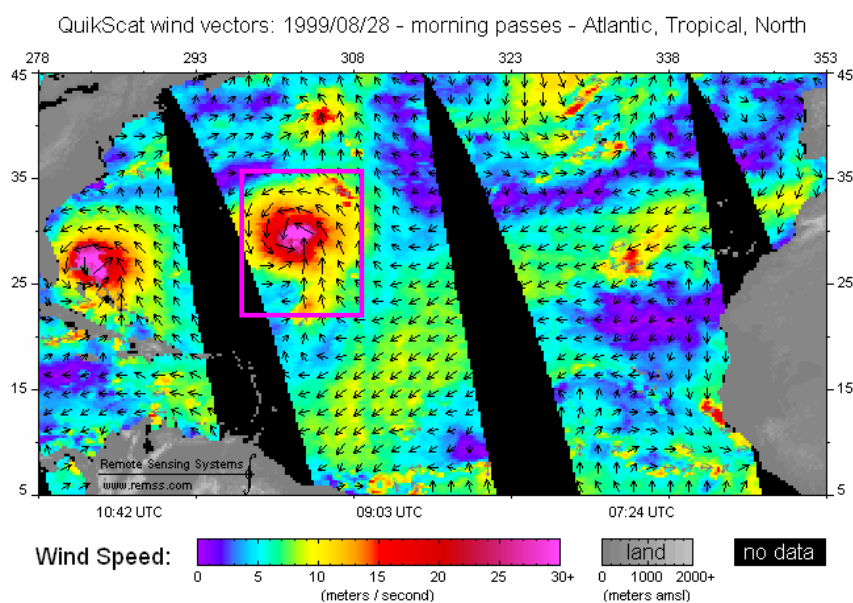 QuikScat wind vectors: 1999/08/28 - morning passes - Atlantic, Tropical, North
278 293 308 323 338 353
45 45
35 35
25 25
15 15
5 5
Remote Sensing Systems
www.remss.com
10:42 UTC 09:03 UTC 07:24 UTC
Wind Speed: land no data
0 5 10 15 20 25 30+ 0 1000 2000+
(meters / second) (meters amsl)